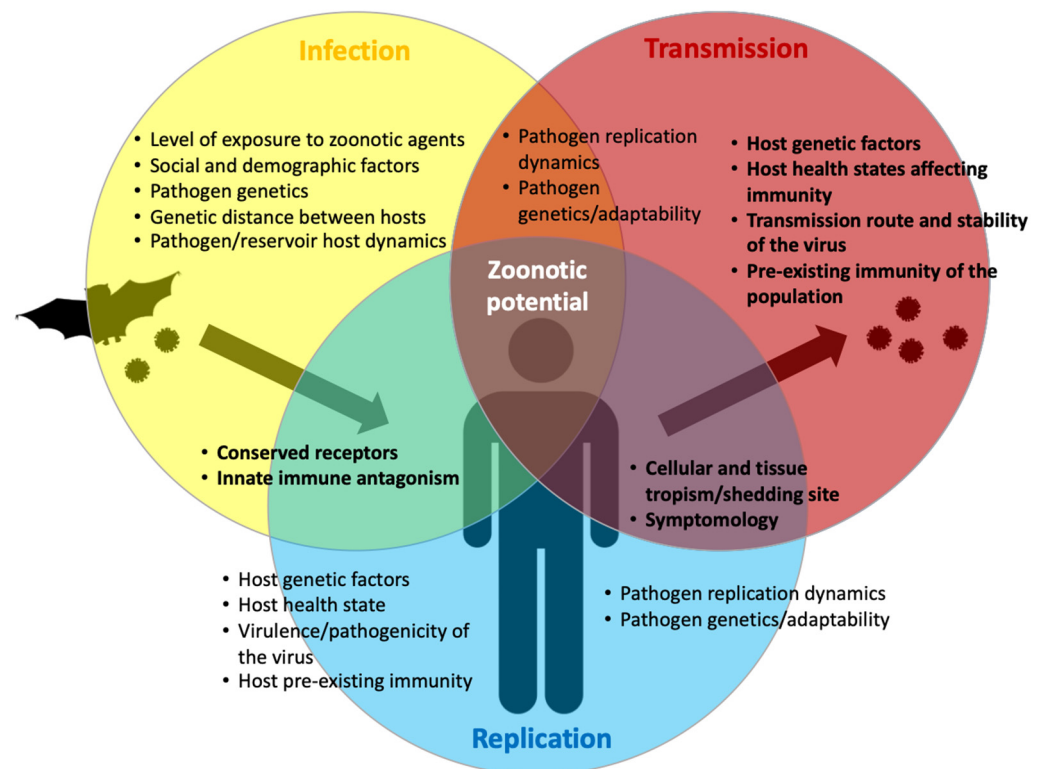 Infection
• Level of exposure to zoonotic agents
• Social and demographic factors
• Pathogen genetics
• Genetic distance between hosts
• Pathogen/reservoir host dynamics
• Pathogen replication
dynamics
• Pathogen
genetics/adaptability
Transmission
• Host genetic factors
• Host health states affecting
immunity
• Transmission route and stability
of the virus
• Pre-existing immunity of the
population
Zoonotic
potential
• Conserved receptors
• Innate immune antagonism
• Cellular and tissue
tropism/shedding site
• Symptomology
• Host genetic factors
• Host health state
• Virulence/pathogenicity of
the virus
• Host pre-existing immunity
• Pathogen replication dynamics
• Pathogen genetics/adaptability
Replication